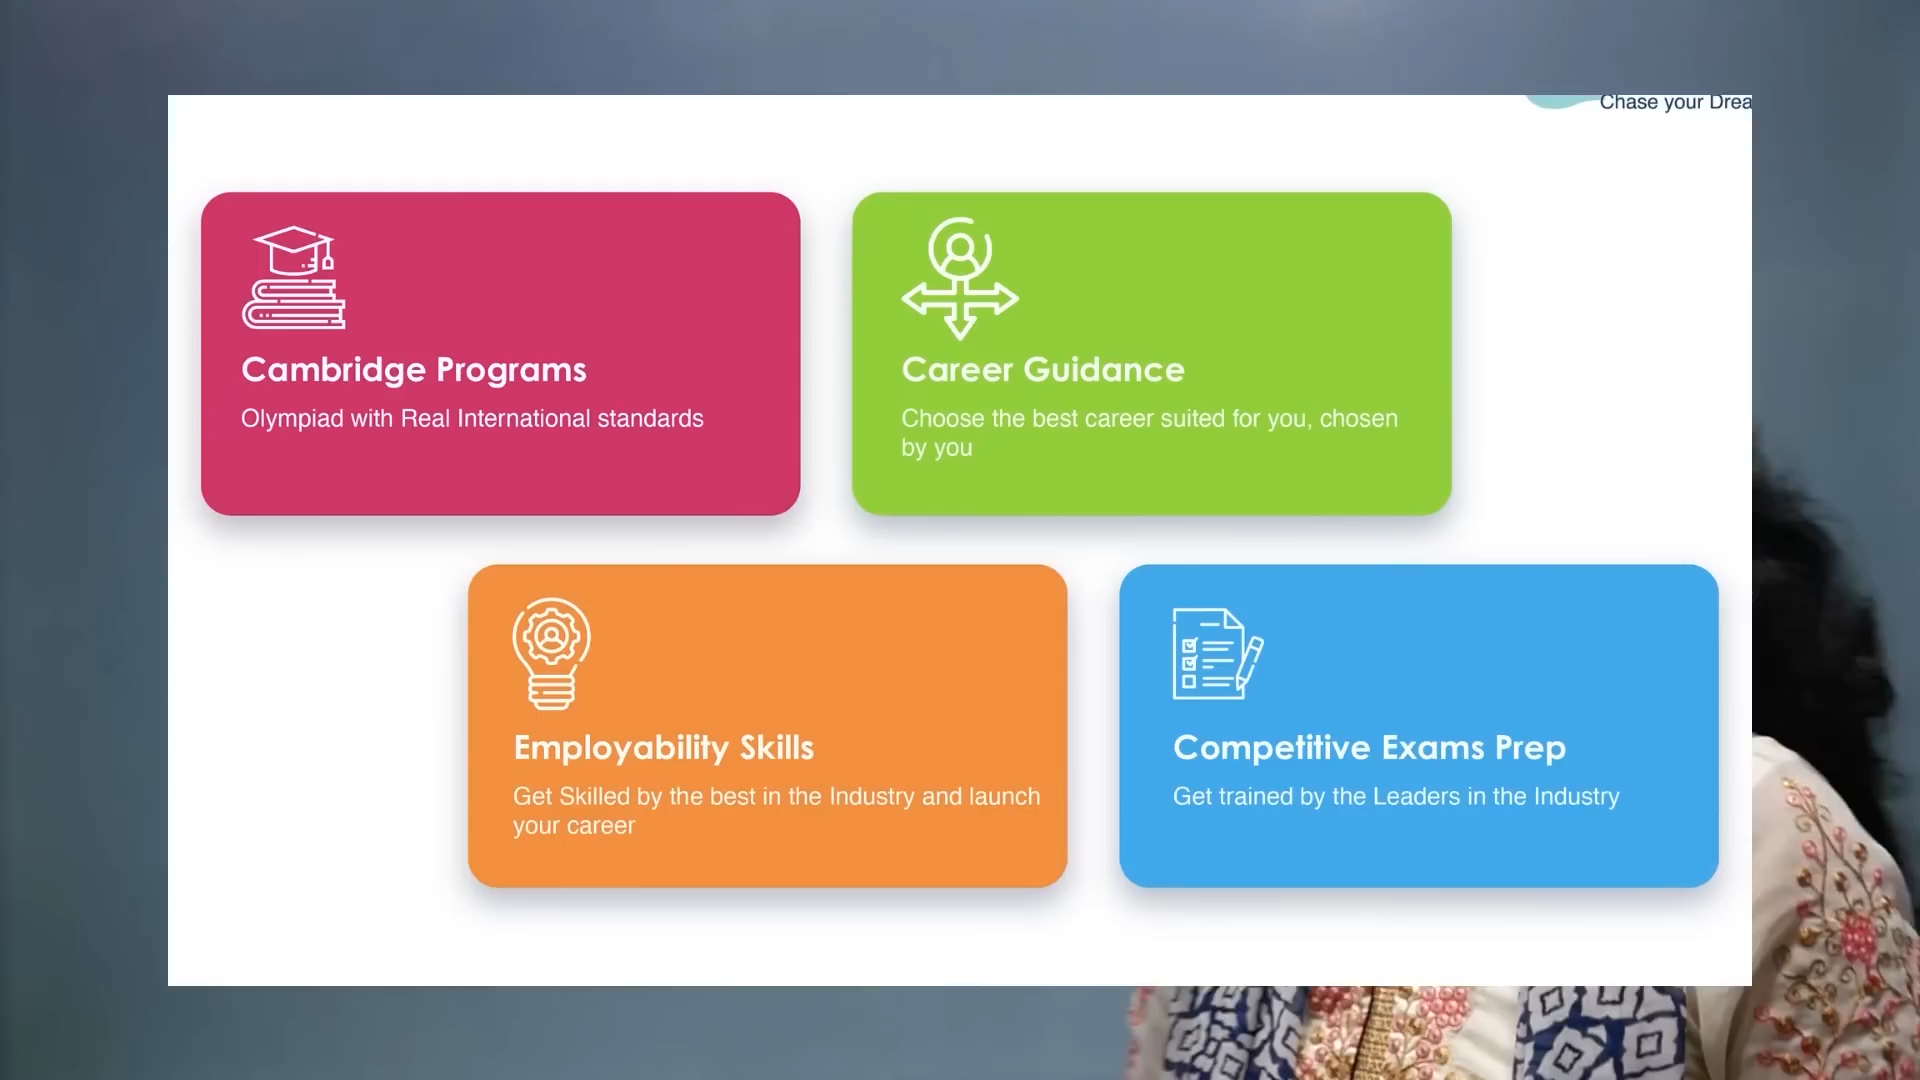 Chase your
Cambridge Programs
Olympiad with Real International standards
Career Guidance
Choose the best career suited for you, chosen
by you
Employability Skills
Get Skilled by the best in the Industry and launch
your career
Competitive Exams Prep
Get trained by the Leaders in the Industry